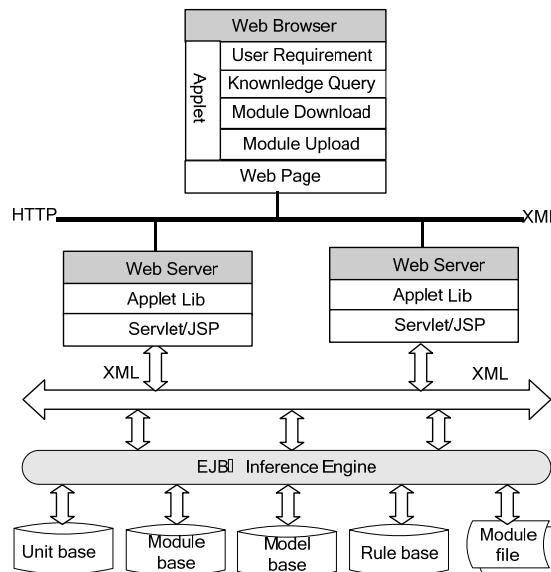 Web Browser
Applet
User Requirement
Knownledge Query
Module Download
Module Upload
Web Page
HTTP
XML
Web Server
Applet Lib
Servlet/JSP
Web Server
Applet Lib
Servlet/JSP
XML
XML
EJB Inference Engine
Unit base
Module base
Model base
Rule base
Module file